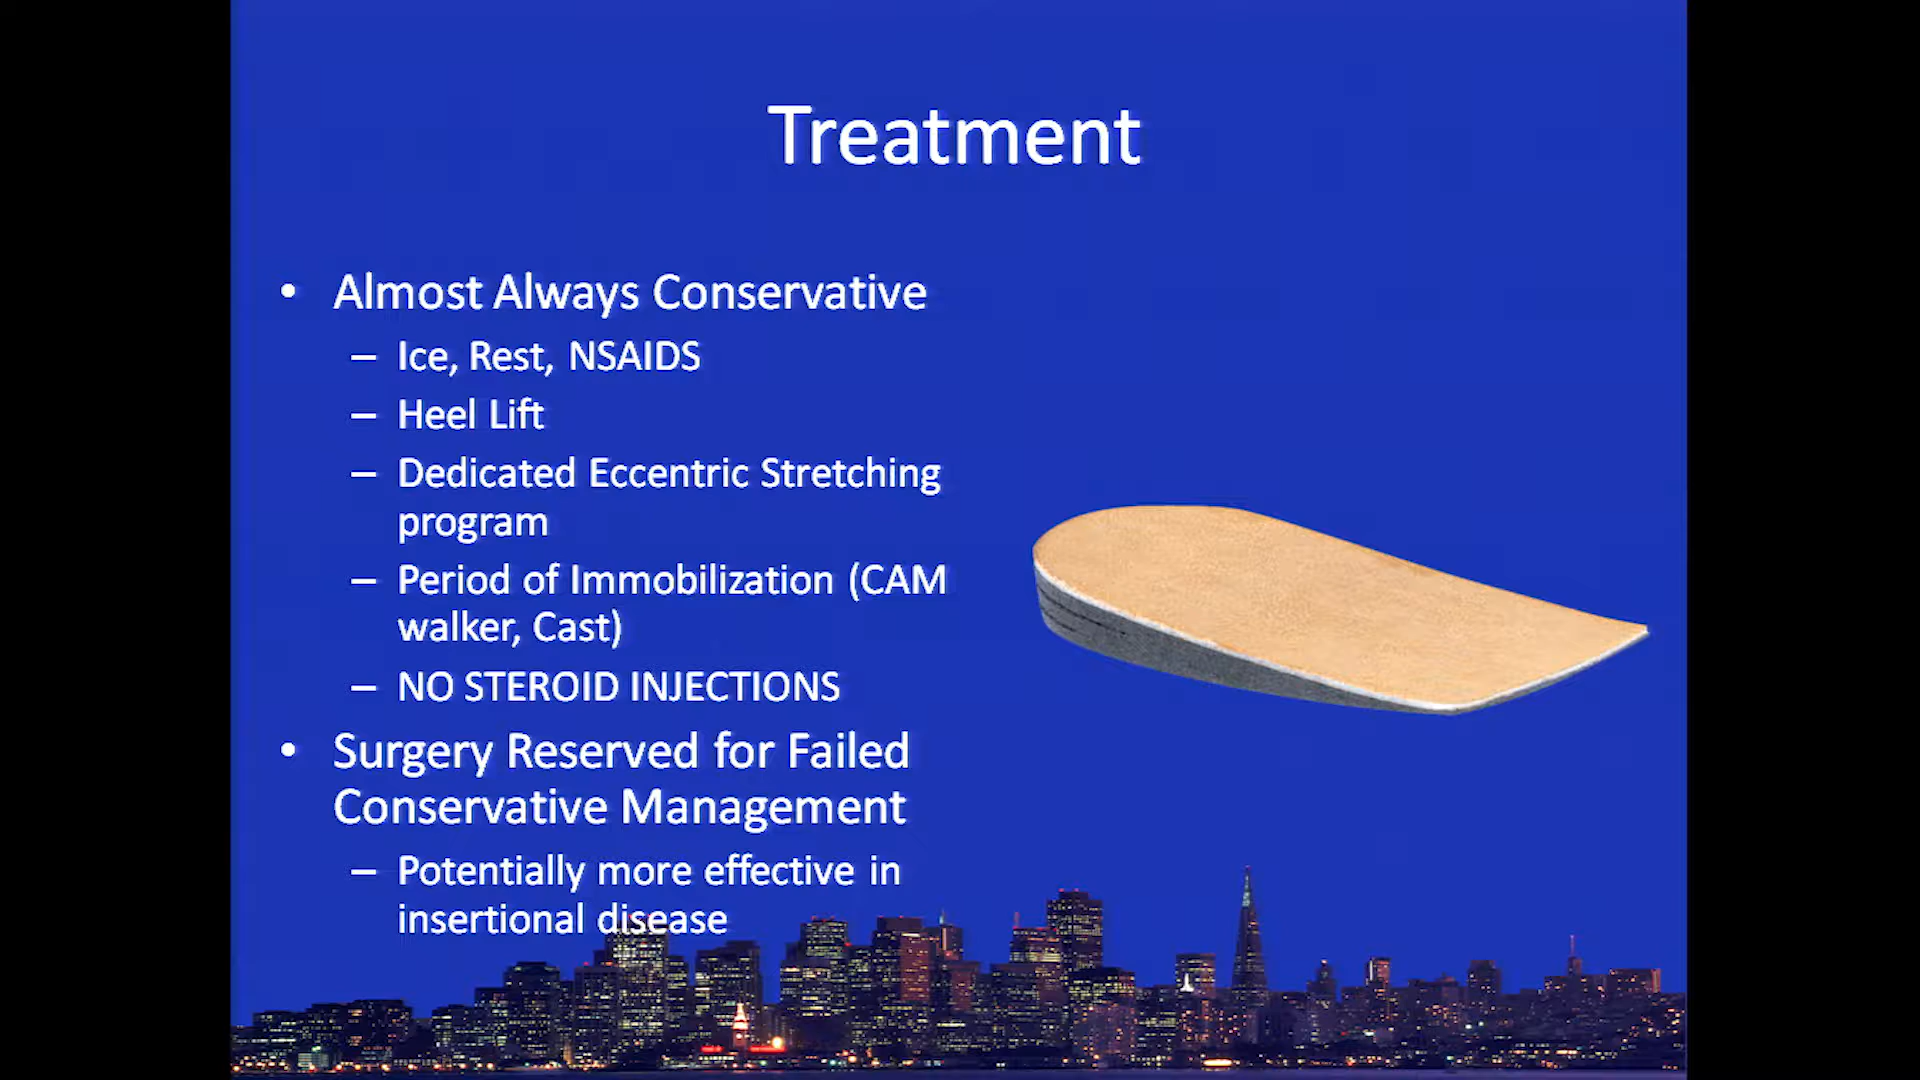 Treatment
• Almost Always Conservative
– Ice, Rest, NSAIDS
– Heel Lift
– Dedicated Eccentric Stretching
program
– Period of Immobilization (CAM
walker, Cast)
– NO STEROID INJECTIONS
• Surgery Reserved for Failed
Conservative Management
– Potentially more effective in
insertional disease